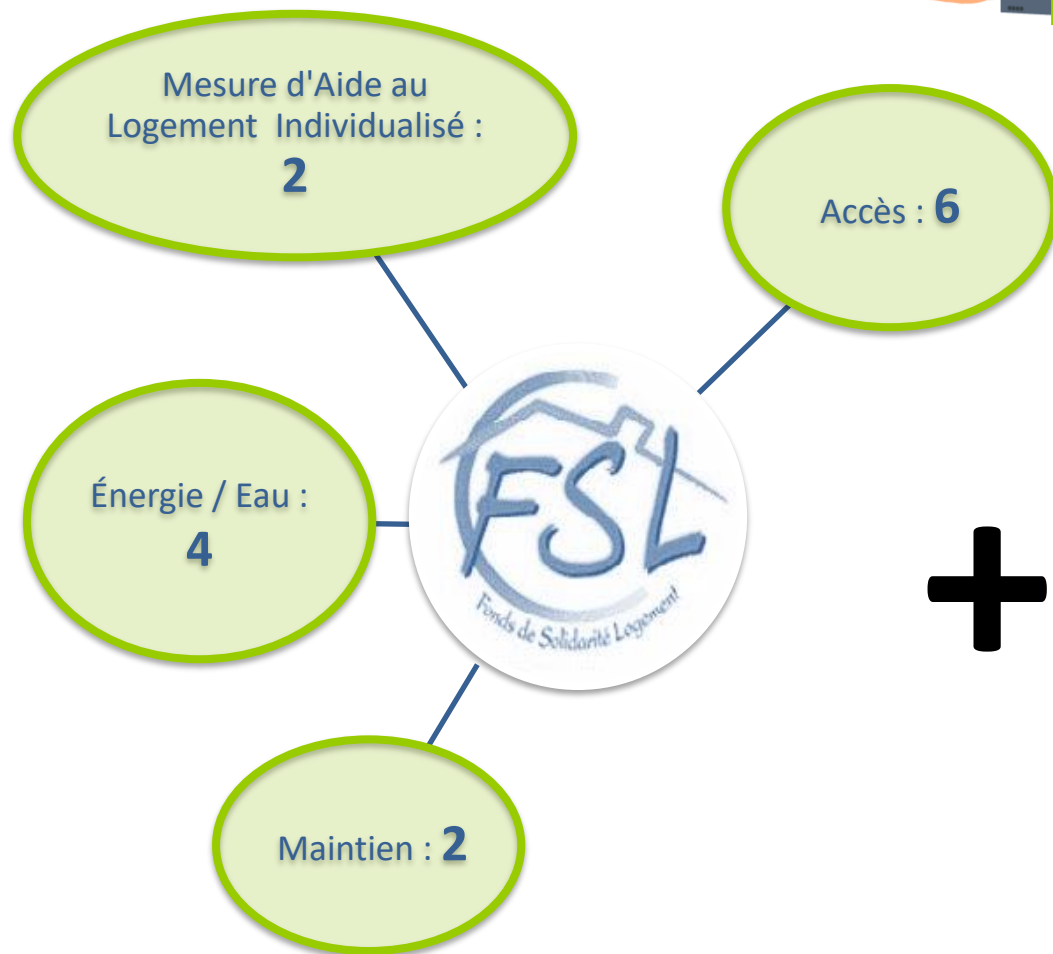 Mesure d'Aide au
Logement Individualisé :
2
Accès : 6
Énergie / Eau :
4
FSL
Fonds de Solidarité Logement
+
Maintien : 2